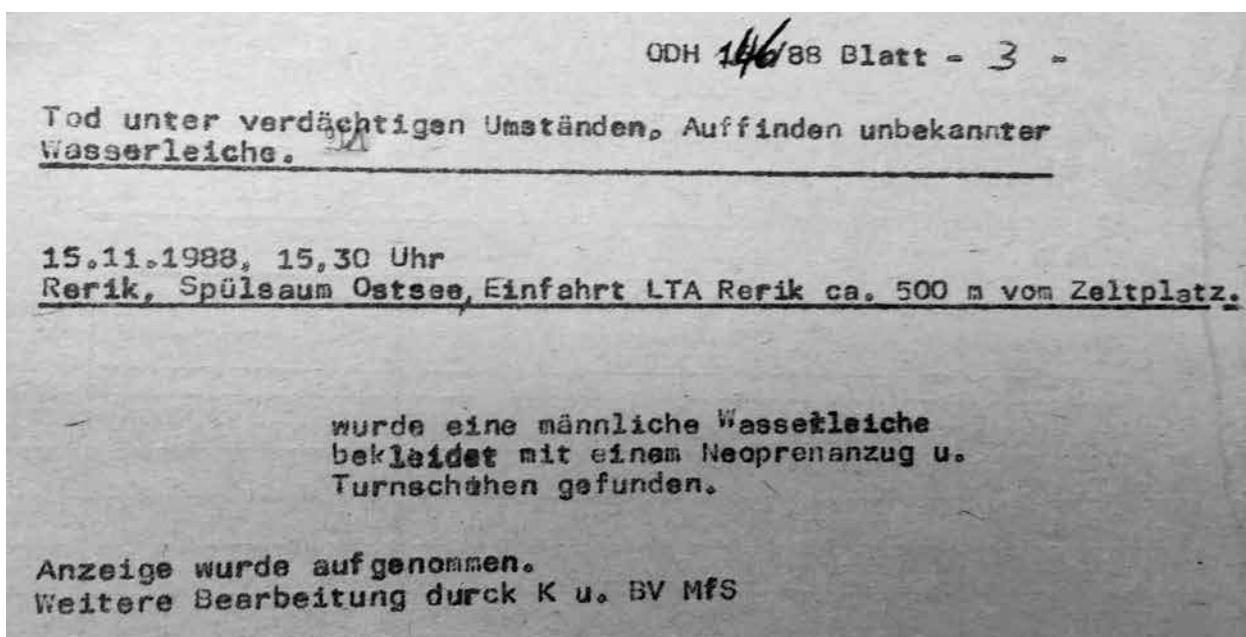 ODH 146/88 Blatt - 3 -
Tod unter verdächtigen Umständen, Auffinden unbekannter
Wasserleiche.
15.11.1988, 15,30 Uhr
Rerik, Spülsaum Ostsee, Einfahrt LTA Rerik ca. 500 m vom Zeltplatz.
wurde eine männliche Wasserleiche
bekleidet mit einem Neoprenanzug u.
Turnschuhen gefunden.
Anzeige wurde aufgenommen.
Weitere Bearbeitung durck K u. BV MfS